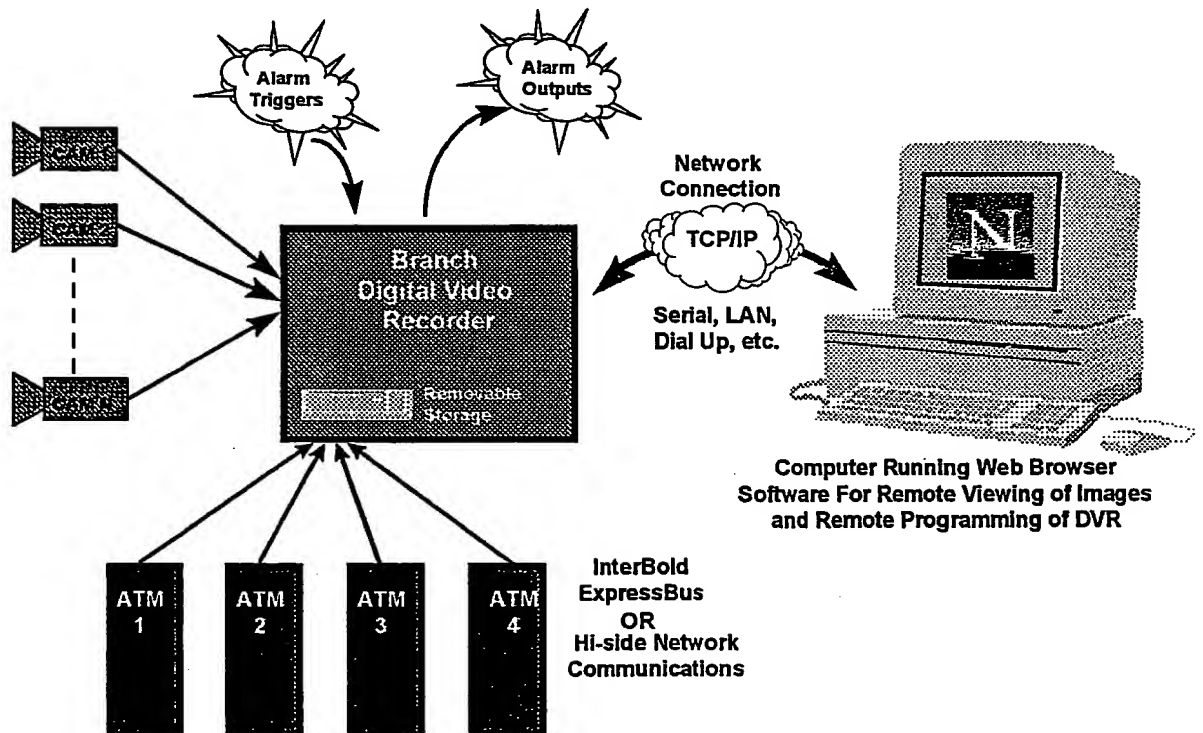 Alarm
Triggers
Alarm
Outputs
CAM 1
CAM 2
Network
Connection
TCP/IP
Serial, LAN,
Dial Up, etc.
N
Branch
Digital Video
Recorder
Removable
Storage
Computer Running Web Browser
Software For Remote Viewing of Images
and Remote Programming of DVR
ATM
1
ATM
2
ATM
3
ATM
4
InterBold
ExpressBus
OR
Hi-side Network
Communications